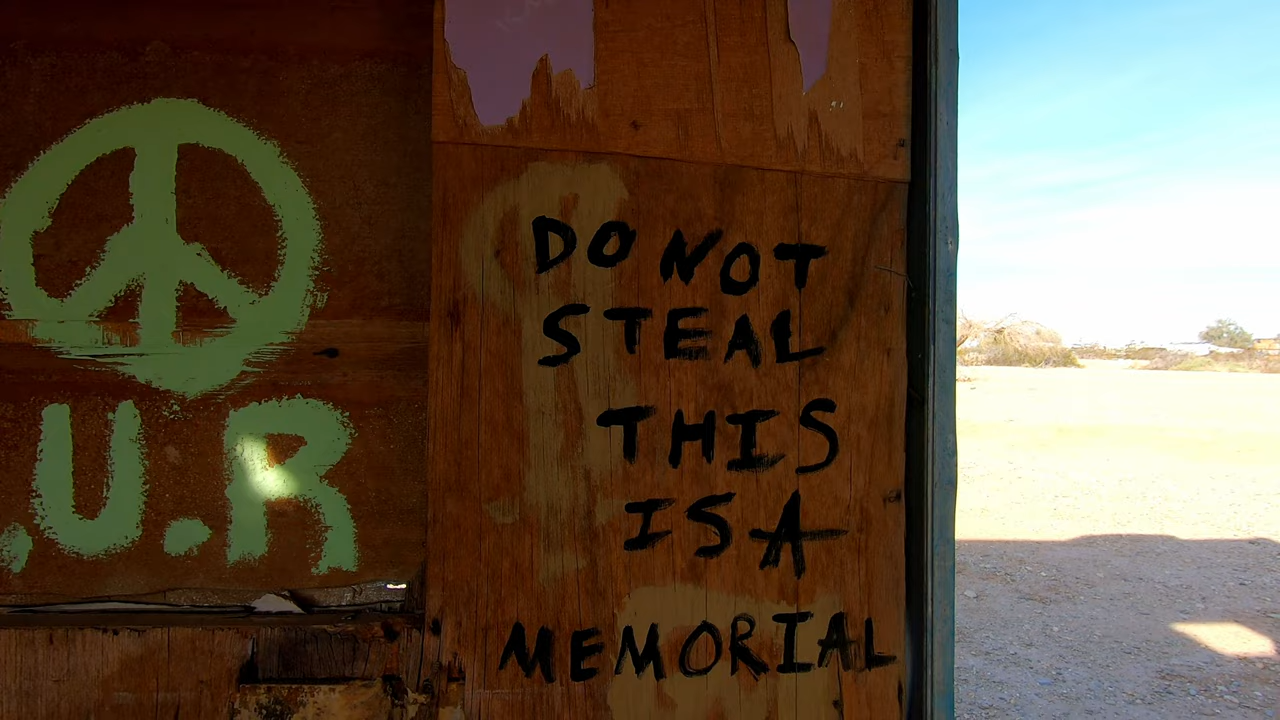 .U.R
DO NOT
STEAL
THIS
IS A
MEMORIAL